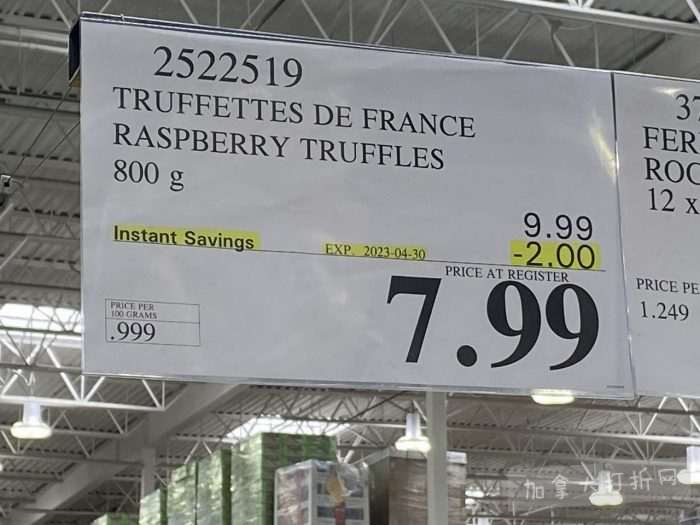 2522519
TRUFFETTES DE FRANCE
RASPBERRY TRUFFLES
800 g
9.99
Instant Savings EXP. 2023-04-30 -2.00
PRICE AT REGISTER
7.99
PRICE PER
100 GRAMS
.999
37
FER
ROC
12 x
PRICE PE
1.249
加拿大打折网